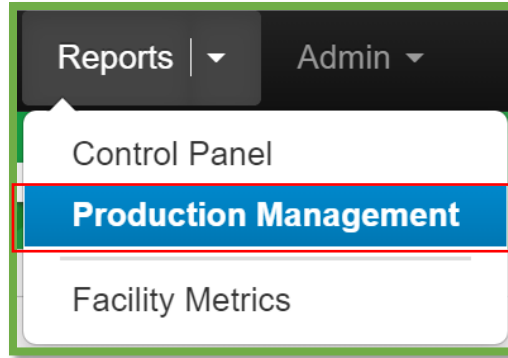 Reports Admin
Control Panel
Production Management
Facility Metrics